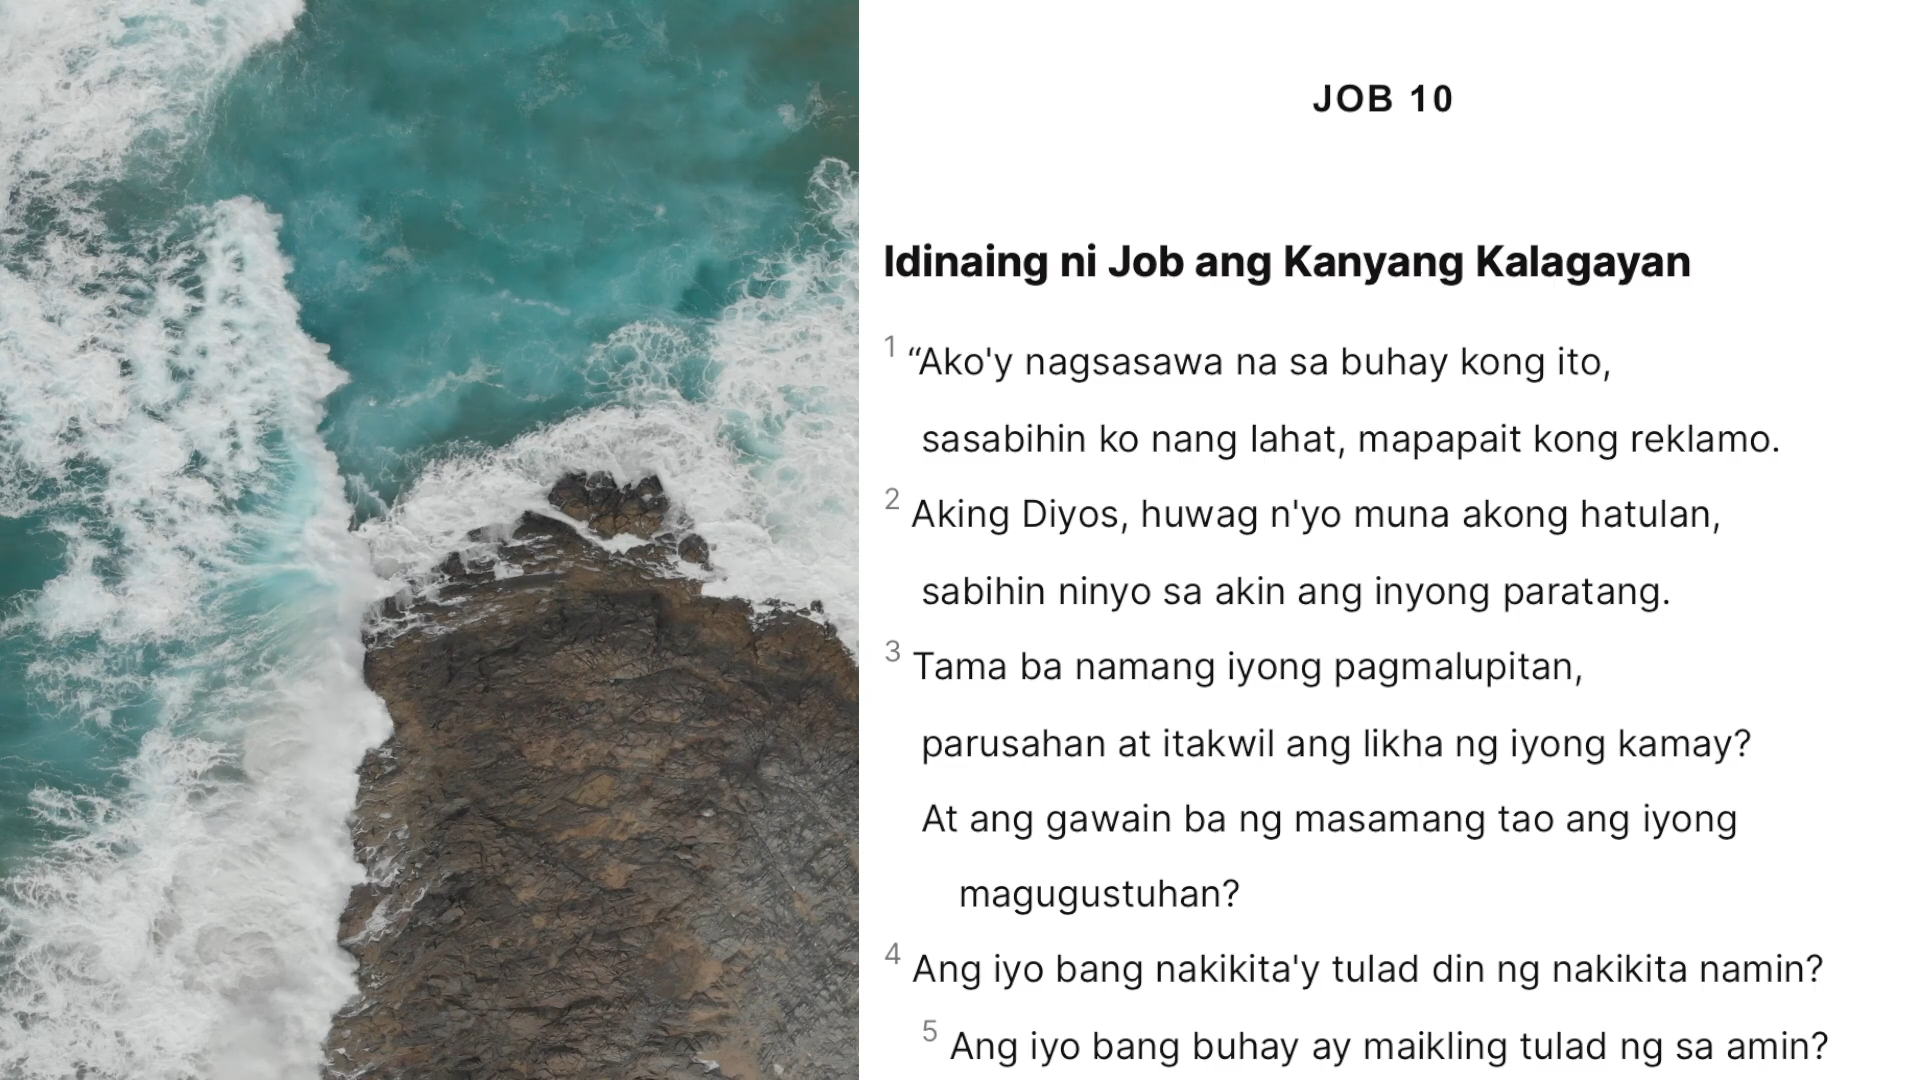 JOB 10
Idinaing ni Job ang Kanyang Kalagayan
1 “Ako'y nagsasawa na sa buhay kong ito,
sasabihin ko nang lahat, mapapait kong reklamo.
2 Aking Diyos, huwag n'yo muna akong hatulan,
sabihin ninyo sa akin ang inyong paratang.
3 Tama ba namang iyong pagmalupitan,
parusahan at itakwil ang likha ng iyong kamay?
At ang gawain ba ng masamang tao ang iyong
magugustuhan?
4 Ang iyo bang nakikita'y tulad din ng nakikita namin?
5 Ang iyo bang buhay ay maikling tulad ng sa amin?